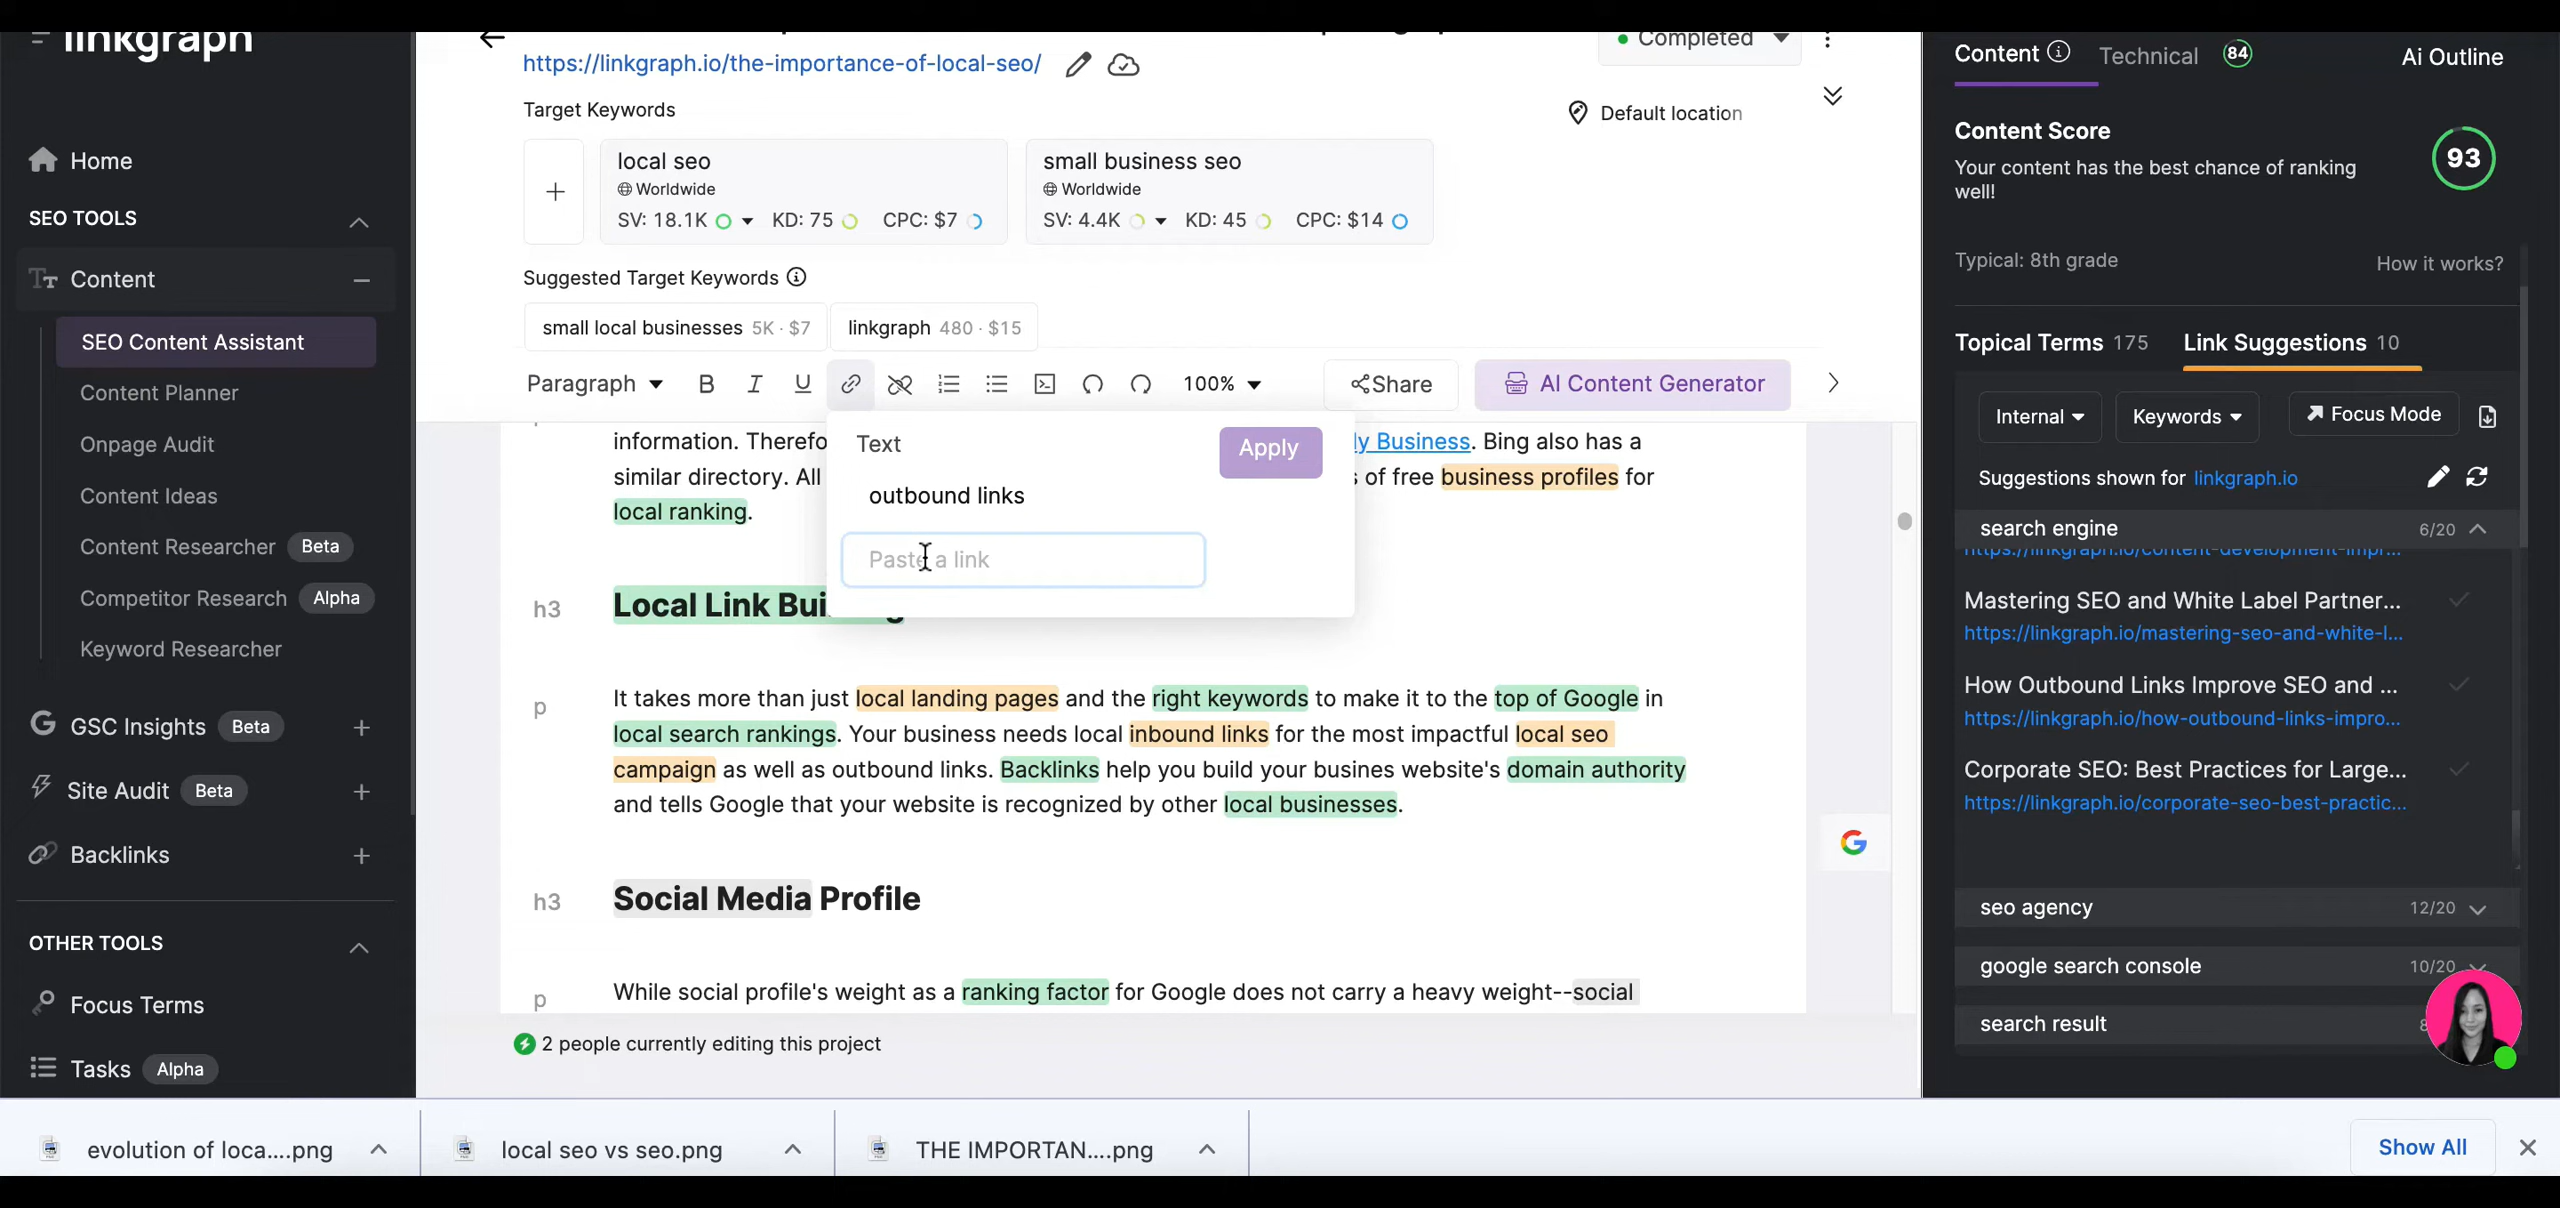 linkgraph
Home
SEO TOOLS
Content
SEO Content Assistant
Content Planner
Onpage Audit
Content Ideas
Content Researcher Beta
Competitor Research Alpha
Keyword Researcher
GSC Insights Beta
Site Audit Beta
Backlinks
OTHER TOOLS
Focus Terms
Tasks Alpha
Completed
https://linkgraph.io/the-importance-of-local-seo/
Target Keywords
Default location
local seo
Worldwide
SV: 18.1K KD: 75 CPC: $7
small business seo
Worldwide
SV: 4.4K KD: 45 CPC: $14
Suggested Target Keywords
small local businesses 5K · $7
linkgraph 480 · $15
Paragraph B I U 100% Share AI Content Generator
Text
Apply
outbound links
Paste a link
information. Therefo y Business. Bing also has a
similar directory. All of free business profiles for
local ranking.
h3 Local Link Bui g
p It takes more than just local landing pages and the right keywords to make it to the top of Google in
local search rankings. Your business needs local inbound links for the most impactful local seo
campaign as well as outbound links. Backlinks help you build your busines website's domain authority
and tells Google that your website is recognized by other local businesses.
h3 Social Media Profile
p While social profile's weight as a ranking factor for Google does not carry a heavy weight--social
2 people currently editing this project
Content Technical 84 Ai Outline
Content Score
Your content has the best chance of ranking
well!
93
Typical: 8th grade How it works?
Topical Terms 175 Link Suggestions 10
Internal Keywords Focus Mode
Suggestions shown for linkgraph.io
search engine 6/20
https://linkgraph.io/content-development-impr...
Mastering SEO and White Label Partner...
https://linkgraph.io/mastering-seo-and-white-l...
How Outbound Links Improve SEO and ...
https://linkgraph.io/how-outbound-links-impro...
Corporate SEO: Best Practices for Large...
https://linkgraph.io/corporate-seo-best-practic...
seo agency 12/20
google search console 10/20
search result
evolution of loca....png
local seo vs seo.png
THE IMPORTAN....png
Show All